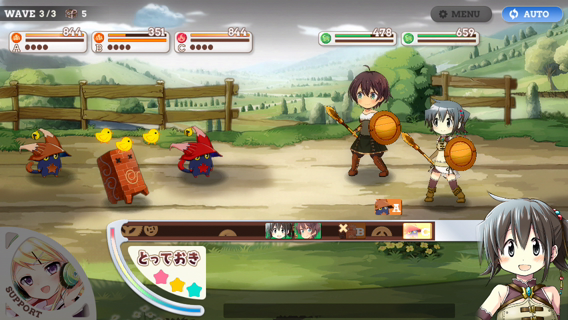 WAVE 3/3
5
MENU
AUTO
844
351
844
478
659
A
B
C
A
B
とっておき
SUPPORT